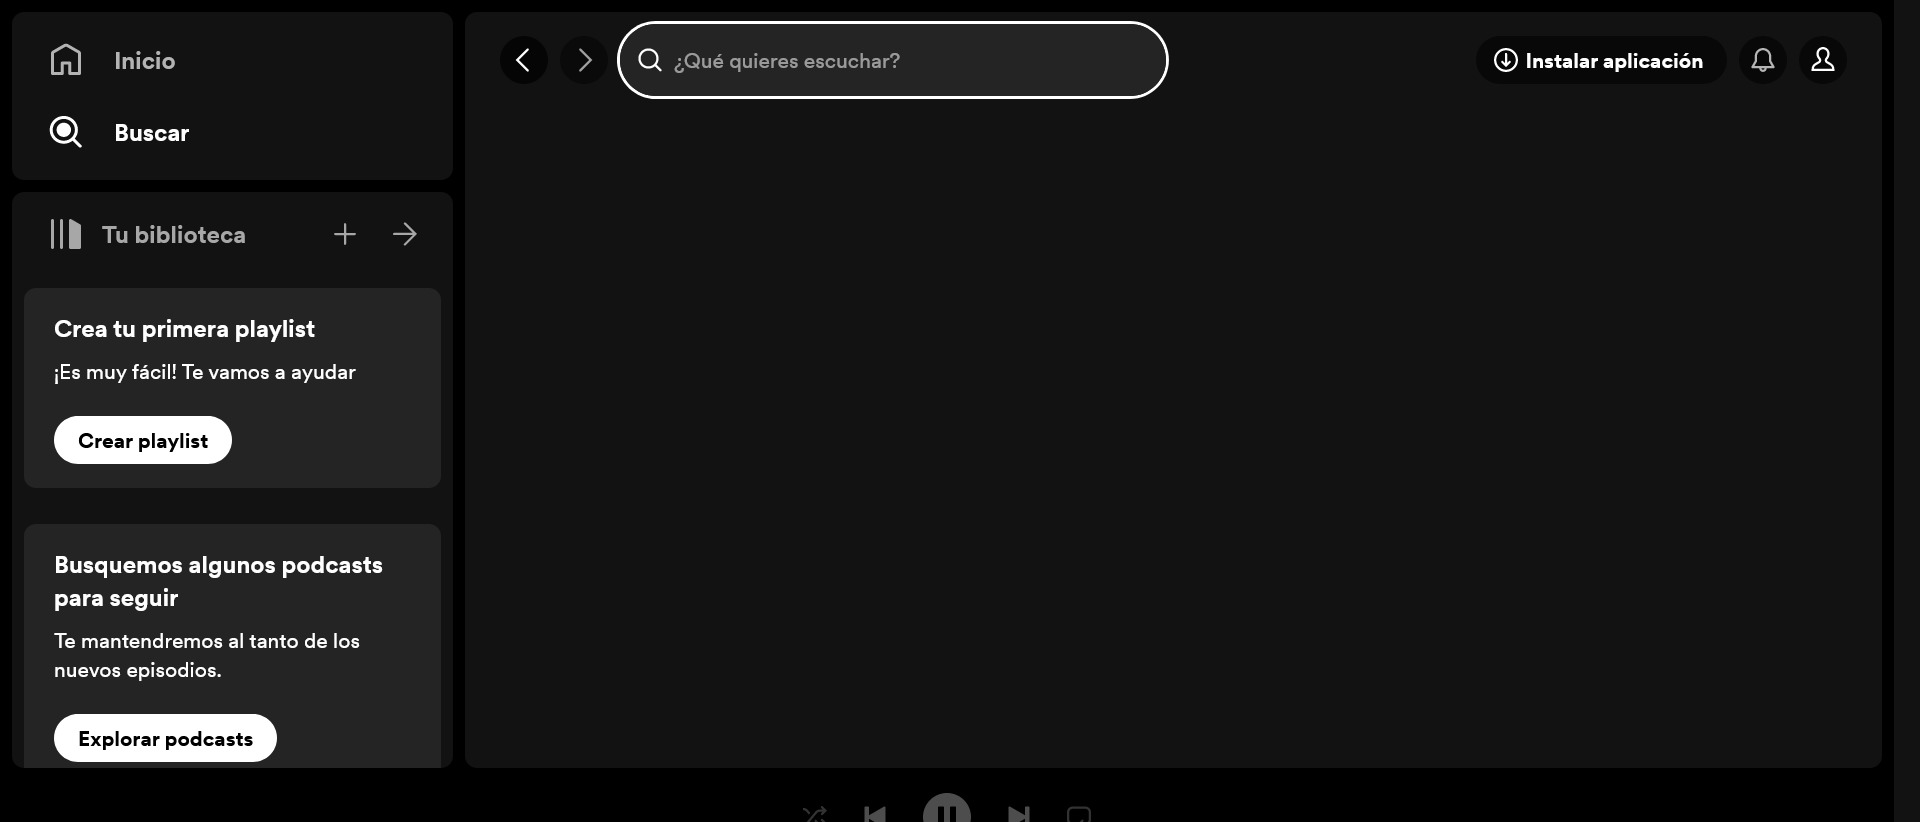 Inicio
¿Qué quieres escuchar?
Instalar aplicación
Buscar
Tu biblioteca
Crea tu primera playlist
¡Es muy fácil! Te vamos a ayudar
Crear playlist
Busquemos algunos podcasts
para seguir
Te mantendremos al tanto de los
nuevos episodios.
Explorar podcasts